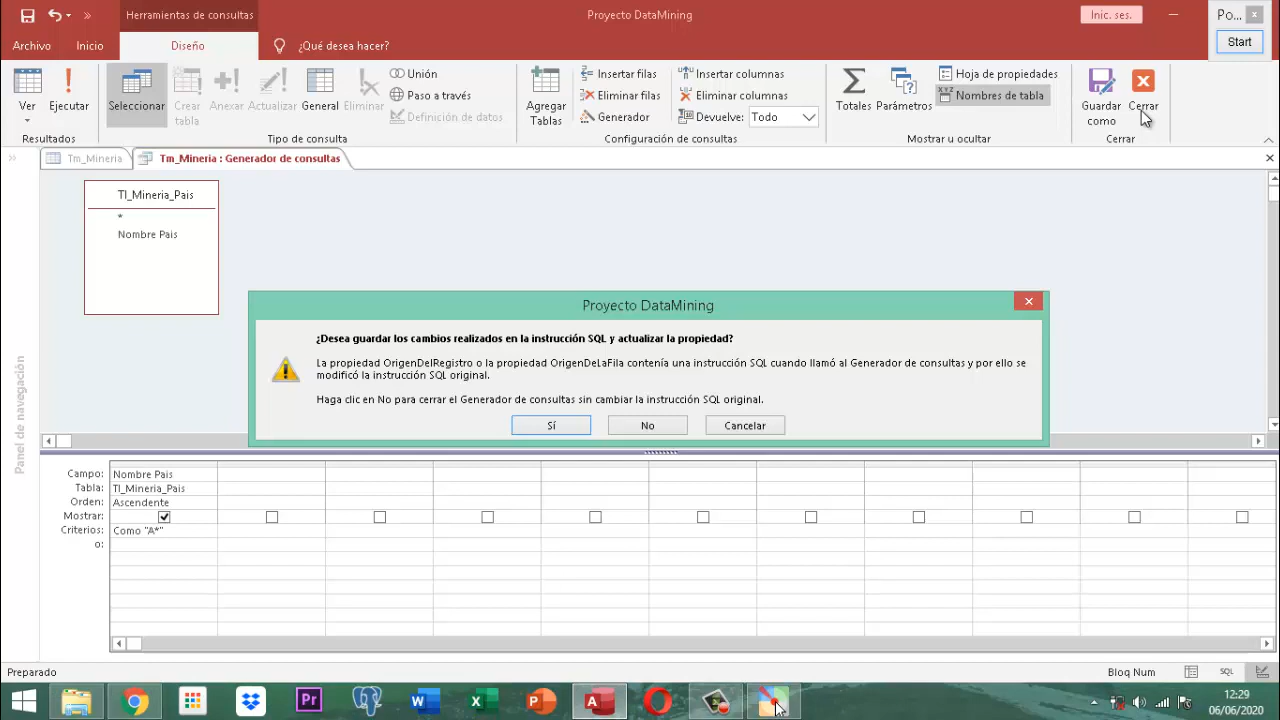 Herramientas de consultas
Proyecto DataMining
Inic. ses.
Po...
Start
Archivo
Inicio
Diseño
¿Qué desea hacer?
Ver
Ejecutar
Resultados
Seleccionar
Crear tabla
Anexar
Actualizar
General
Eliminar
Unión
Paso a través
Definición de datos
Tipo de consulta
Agregar Tablas
Insertar filas
Eliminar filas
Generador
Insertar columnas
Eliminar columnas
Devuelve:
Todo
Configuración de consultas
Totales
Parámetros
Hoja de propiedades
XYZ
Nombres de tabla
Mostrar u ocultar
Guardar como
Cerrar
Cerrar
Tm_Mineria
Tm_Mineria : Generador de consultas
Panel de navegación
Tl_Mineria_Pais
*
Nombre Pais
Proyecto DataMining
¿Desea guardar los cambios realizados en la instrucción SQL y actualizar la propiedad?
La propiedad OrigenDelRegistro o la propiedad OrigenDeLaFila contenía una instrucción SQL cuando llamó al Generador de consultas y por ello se
modificó la instrucción SQL original.
Haga clic en No para cerrar el Generador de consultas sin cambiar la instrucción SQL original.
Sí
No
Cancelar
Campo: Nombre Pais
Tabla: Tl_Mineria_Pais
Orden: Ascendente
Mostrar:
Criterios: Como "A*"
o:
Preparado
Bloq Num
SQL
Pr
W
X
P
A
12:29
06/06/2020